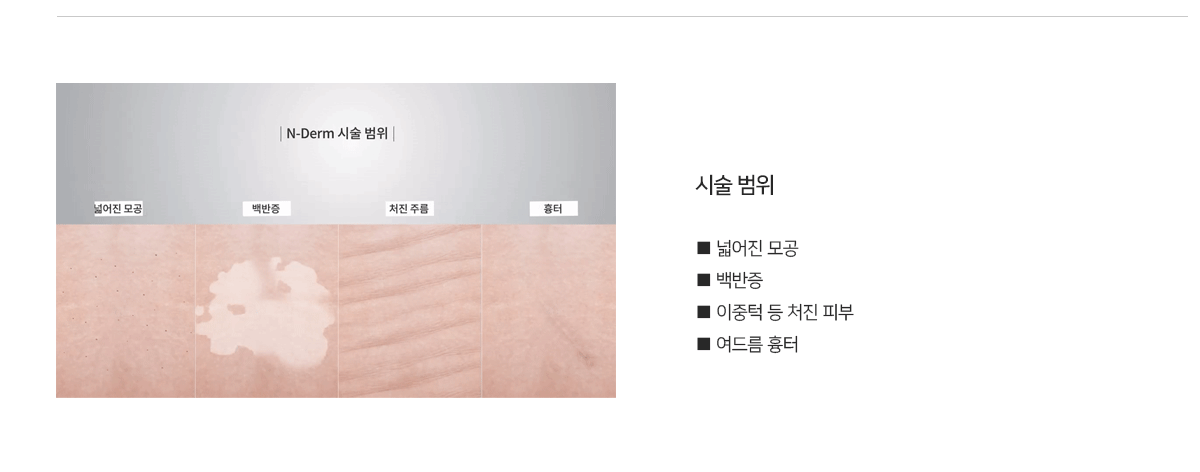 | N-Derm 시술 범위 |
넓어진 모공 백반증 처진 주름 흉터
시술 범위
■ 넓어진 모공
■ 백반증
■ 이중턱 등 처진 피부
■ 여드름 흉터